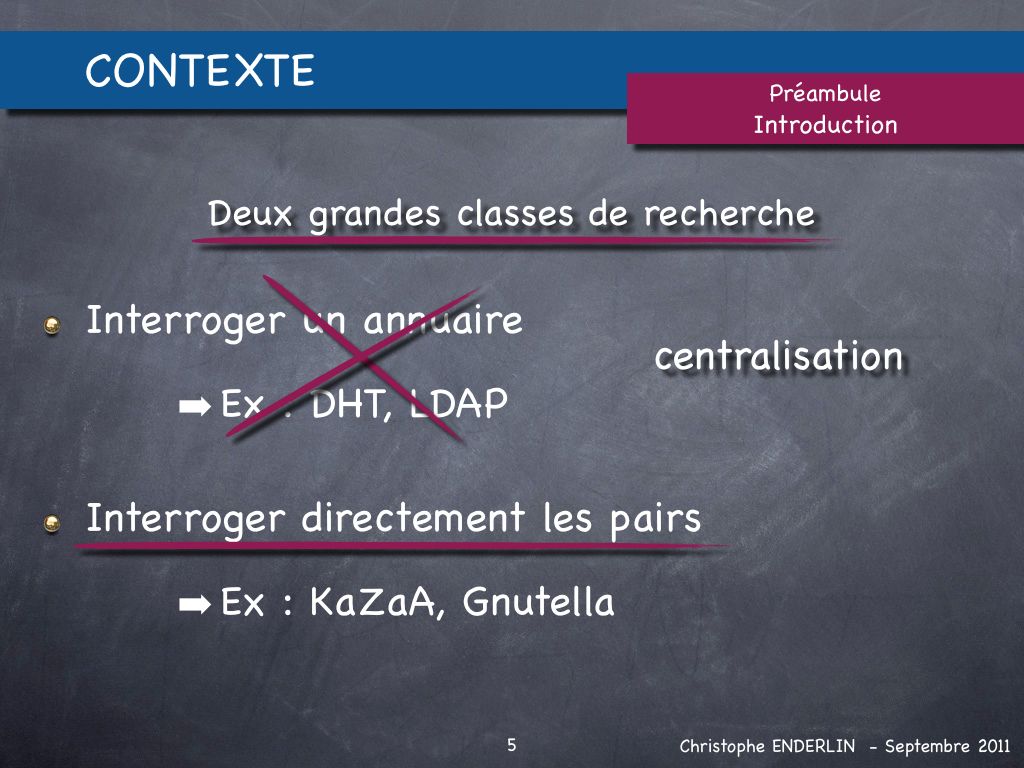 CONTEXTE
Préambule
Introduction
Deux grandes classes de recherche
Interroger un annuaire
centralisation
➡ Ex : DHT, LDAP
Interroger directement les pairs
➡ Ex : KaZaA, Gnutella
5
Christophe ENDERLIN - Septembre 2011